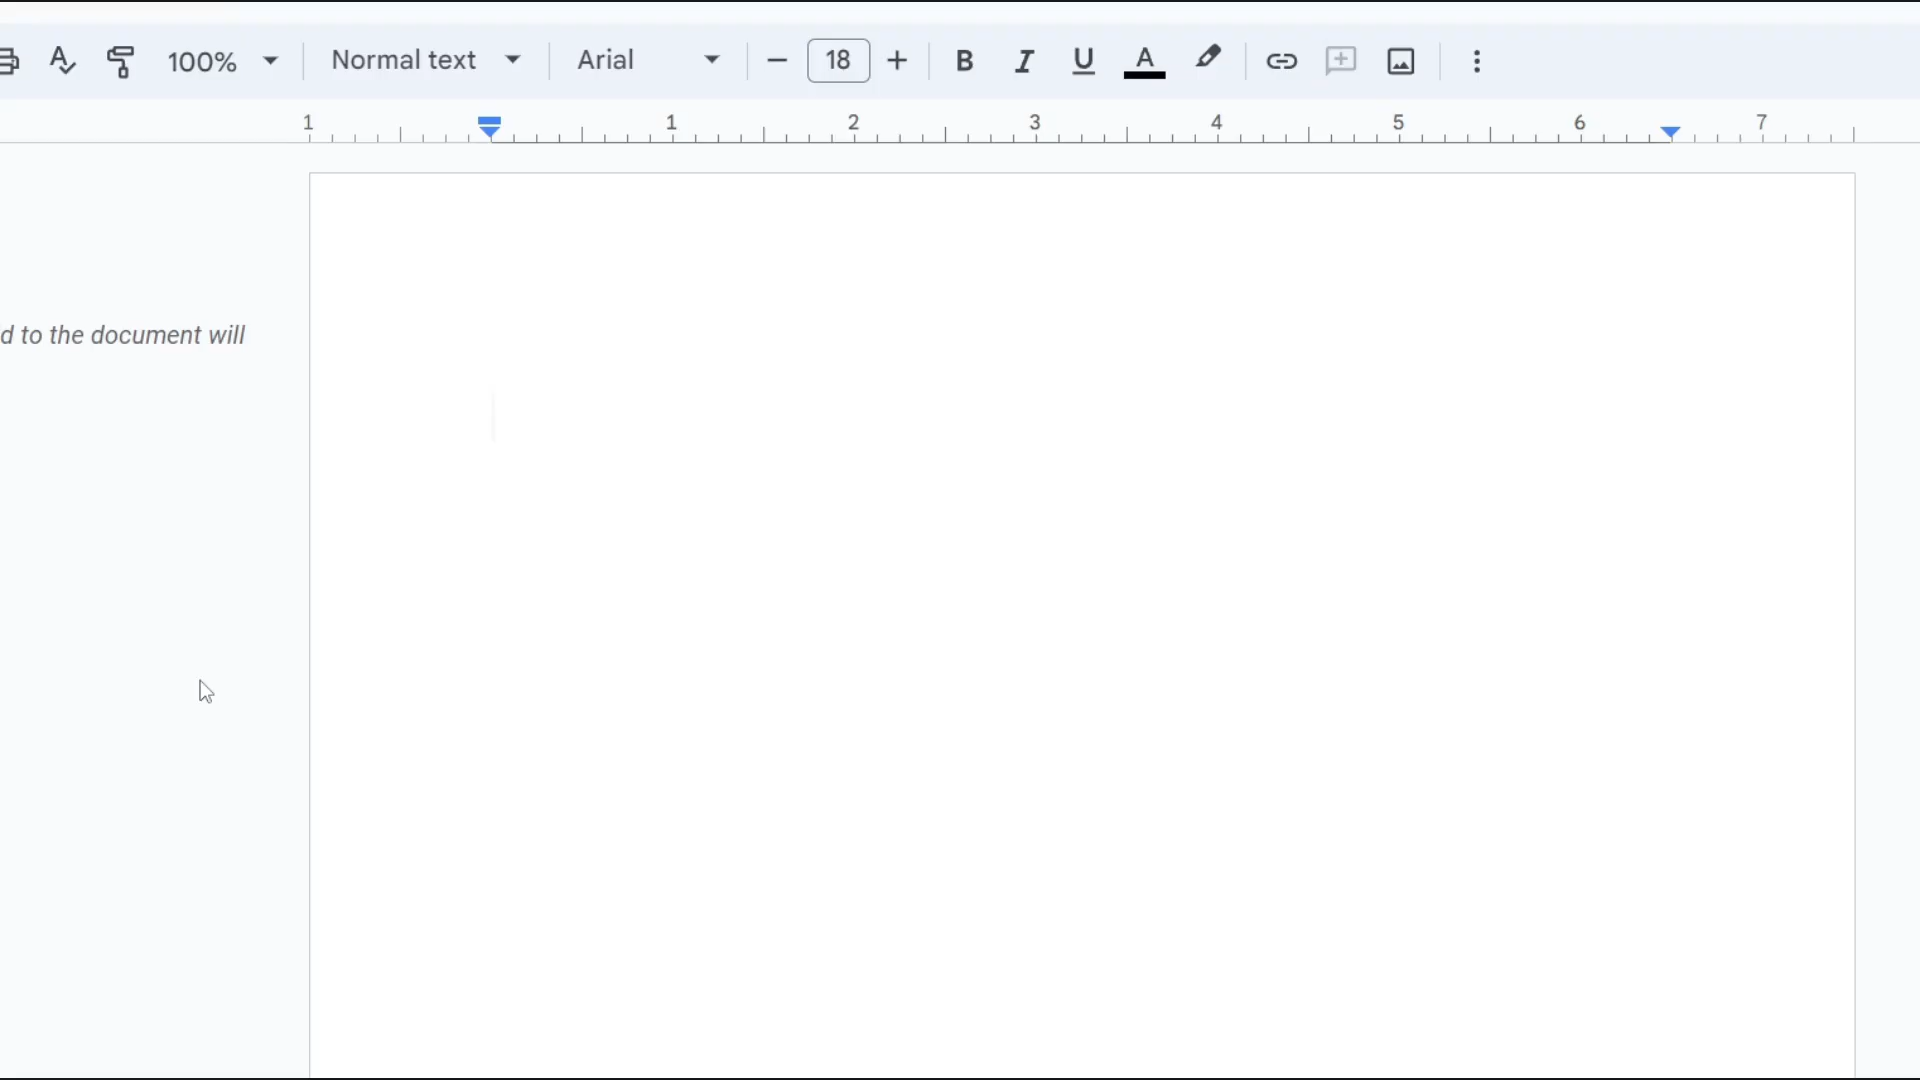 100% Normal text Arial 18 B I U A
1 1 2 3 4 5 6 7
d to the document will